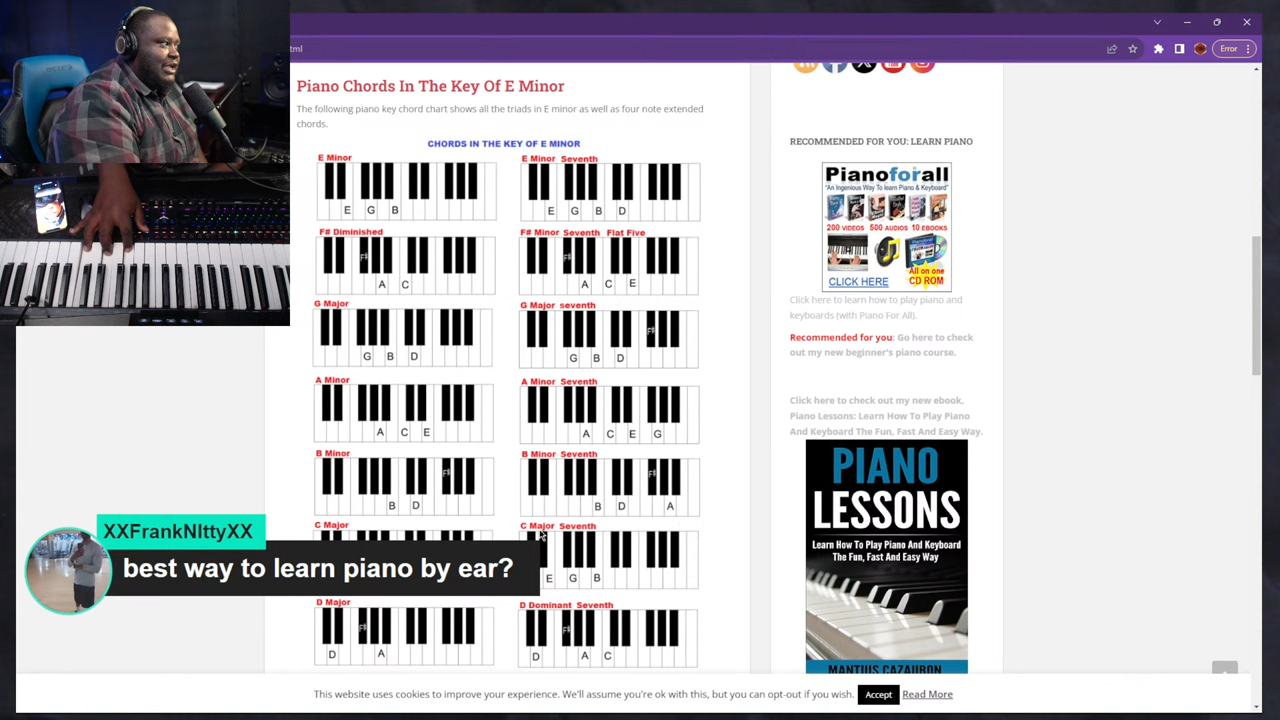 tml
Error
Piano Chords In The Key Of E Minor
The following piano key chord chart shows all the triads in E minor as well as four note extended
chords.
CHORDS IN THE KEY OF E MINOR
E Minor
E G B
E Minor Seventh
E G B D
F# Diminished
F#
A C
F# Minor Seventh Flat Five
F#
A C E
G Major
G B D
G Major seventh
F#
G B D
A Minor
A C E
A Minor Seventh
A C E G
B Minor
F#
B D
B Minor Seventh
F#
B D A
C Major
C Major Seventh
E G B
D Major
F#
D A
D Dominant Seventh
F#
D A C
XXFrankNIttyXX
best way to learn piano by ear?
RECOMMENDED FOR YOU: LEARN PIANO
Pianoforall
"An Ingenious Way To learn Piano & Keyboard"
200 VIDEOS 500 AUDIOS 10 EBOOKS
All on one
CD ROM
CLICK HERE
Click here to learn how to play piano and
keyboards (with Piano For All).
Recommended for you: Go here to check
out my new beginner's piano course.
Click here to check out my new ebook,
Piano Lessons: Learn How To Play Piano
And Keyboard The Fun, Fast And Easy Way.
PIANO
LESSONS
Learn How To Play Piano And Keyboard
The Fun, Fast And Easy Way
MANTIUS CAZAUBON
This website uses cookies to improve your experience. We'll assume you're ok with this, but you can opt-out if you wish.
Accept
Read More